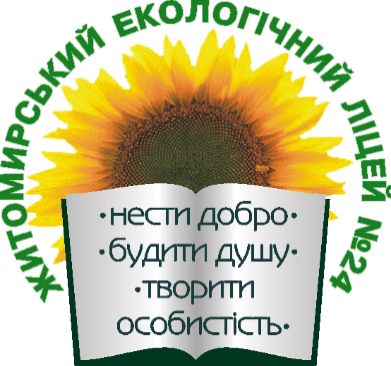 ЖИТОМИРСЬКИЙ ЕКОЛОГІЧНИЙ ЛІЦЕЙ №24
•нести добро•
•будити душу•
•творити
особистість•